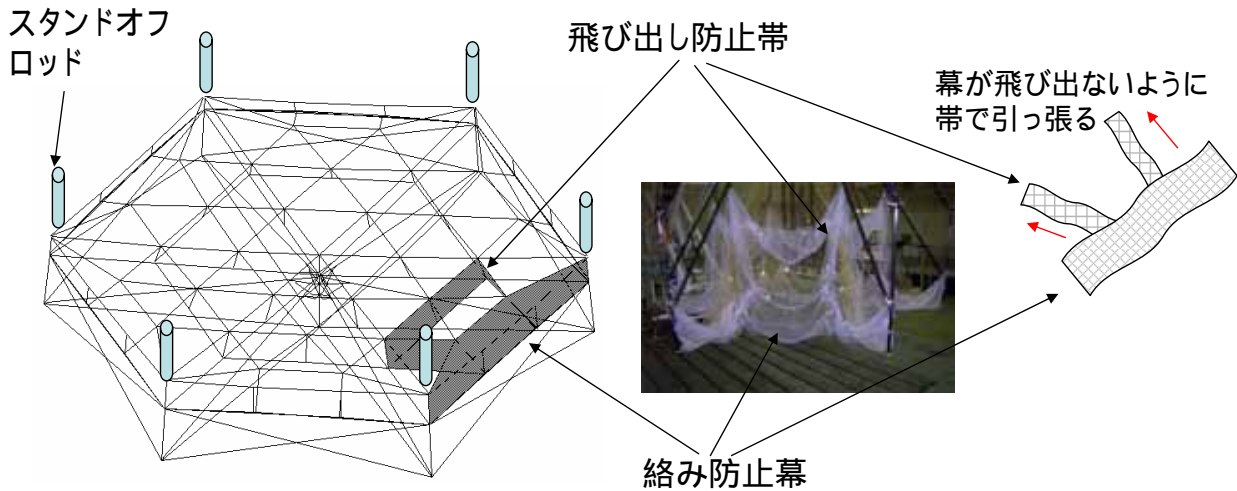 スタンドオフ
ロッド
飛び出し防止帯
幕が飛び出ないように
帯で引っ張る
絡み防止幕